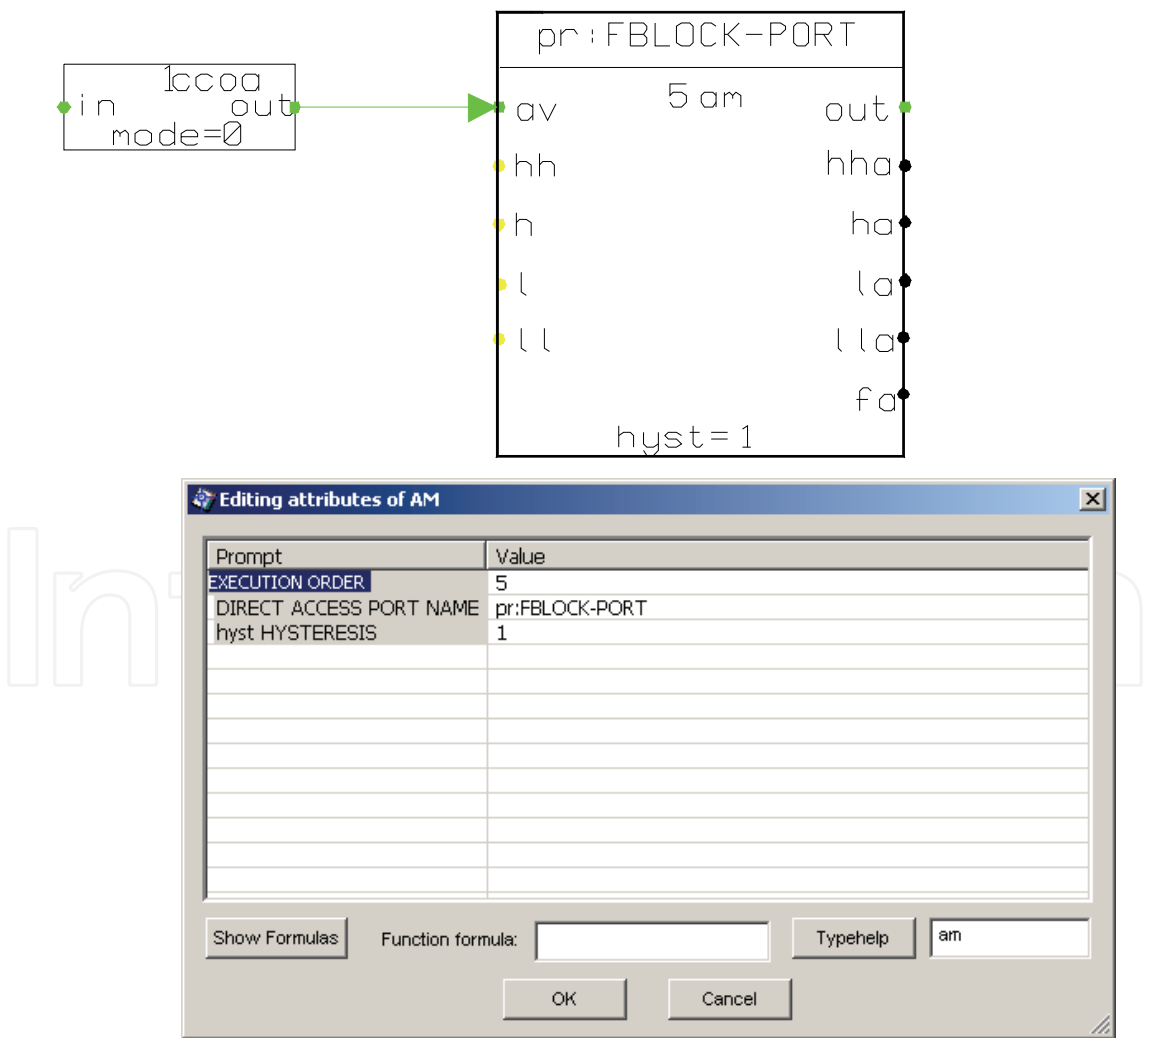 pr:FBLOCK-PORT
1ccoa
in out
mode=0
5 am
av out
hh hha
h ha
l la
ll lla
fa
hyst=1
Editing attributes of AM
Prompt Value
EXECUTION ORDER 5
DIRECT ACCESS PORT NAME pr:FBLOCK-PORT
hyst HYSTERESIS 1
Show Formulas Function formula: Typehelp am
OK Cancel